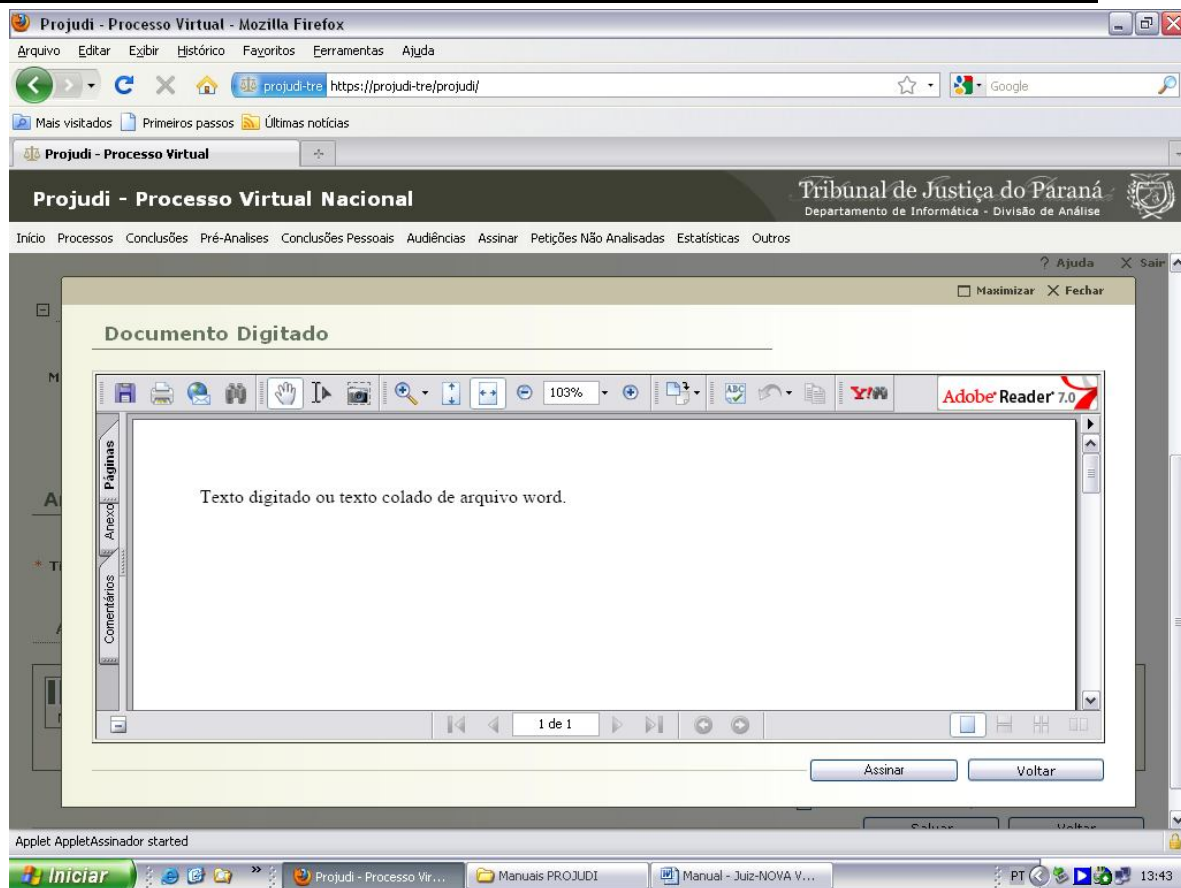 Projudi - Processo Virtual - Mozilla Firefox
Arquivo Editar Exibir Histórico Favoritos Ferramentas Ajuda
projudi-tre https://projudi-tre/projudi/ Google
Mais visitados Primeiros passos Últimas notícias
Projudi - Processo Virtual
Projudi - Processo Virtual Nacional
Tribunal de Justiça do Paraná
Departamento de Informática - Divisão de Análise
Início Processos Conclusões Pré-Analises Conclusões Pessoais Audiências Assinar Petições Não Analisadas Estatísticas Outros
? Ajuda X Sair
Maximizar X Fechar
Documento Digitado
103% ABC Y! Adobe Reader 7.0
Páginas
Anexo
Comentários
Texto digitado ou texto colado de arquivo word.
1 de 1
Assinar Voltar
Salvar Voltar
Applet AppletAssinador started
Iniciar » Projudi - Processo Vir... Manuais PROJUDI Manual - Juiz-NOVA V... PT 13:43